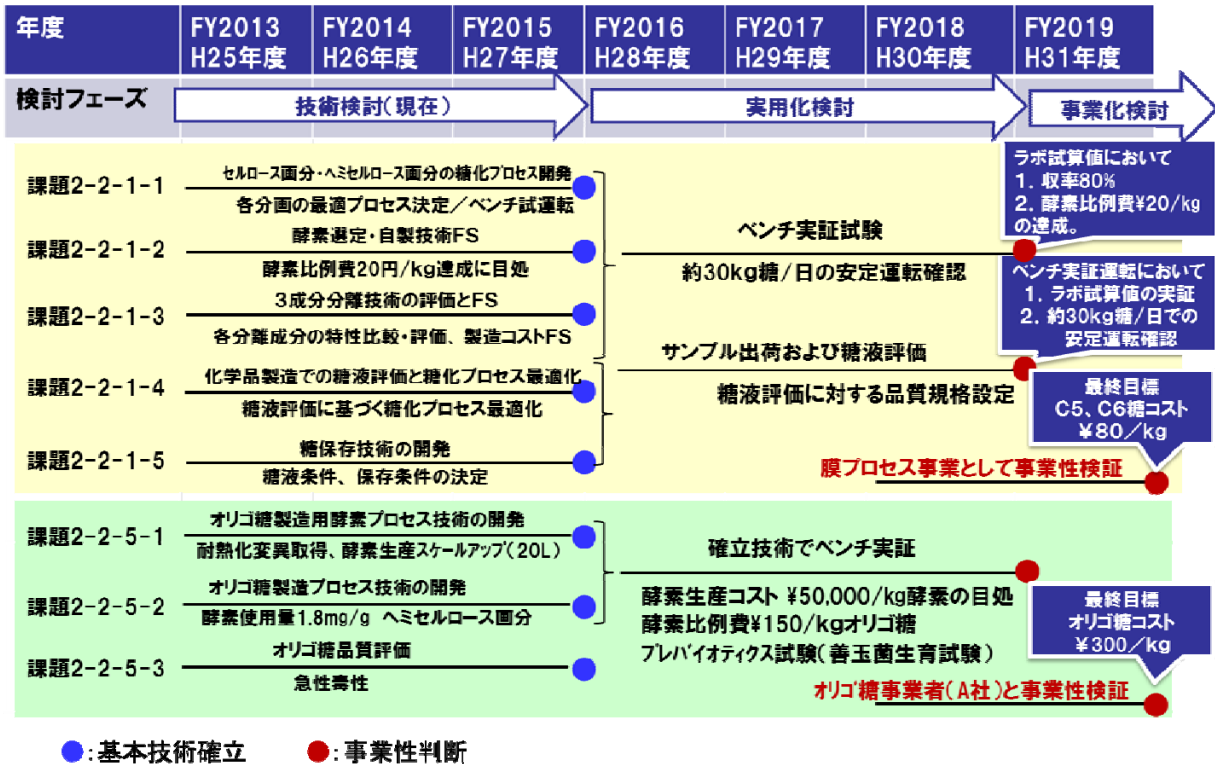 年度
FY2013
H25年度
FY2014
H26年度
FY2015
H27年度
FY2016
H28年度
FY2017
H29年度
FY2018
H30年度
FY2019
H31年度
検討フェーズ
技術検討(現在)
実用化検討
事業化検討
課題2-2-1-1
セルロース画分・ヘミセルロース画分の糖化プロセス開発
各分画の最適プロセス決定/ベンチ試運転
課題2-2-1-2
酵素選定・自製技術FS
酵素比例費20円/kg達成に目処
課題2-2-1-3
3成分分離技術の評価とFS
各分離成分の特性比較・評価、製造コストFS
課題2-2-1-4
化学品製造での糖液評価と糖化プロセス最適化
糖液評価に基づく糖化プロセス最適化
課題2-2-1-5
糖保存技術の開発
糖液条件、保存条件の決定
ベンチ実証試験
約30kg糖/日の安定運転確認
サンプル出荷および糖液評価
糖液評価に対する品質規格設定
膜プロセス事業として事業性検証
ラボ試算値において
1. 収率80%
2. 酵素比例費¥20/kg
の達成。
ベンチ実証運転において
1. ラボ試算値の実証
2. 約30kg糖/日での
安定運転確認
最終目標
C5、C6糖コスト
¥80/kg
課題2-2-5-1
オリゴ糖製造用酵素プロセス技術の開発
耐熱化変異取得、酵素生産スケールアップ(20L)
課題2-2-5-2
オリゴ糖製造プロセス技術の開発
酵素使用量1.8mg/g ヘミセルロース画分
課題2-2-5-3
オリゴ糖品質評価
急性毒性
確立技術でベンチ実証
酵素生産コスト ¥50,000/kg酵素の目処
酵素比例費¥150/kgオリゴ糖
プレバイオティクス試験(善玉菌生育試験)
オリゴ糖事業者(A社)と事業性検証
最終目標
オリゴ糖コスト
¥300/kg
:基本技術確立
:事業性判断